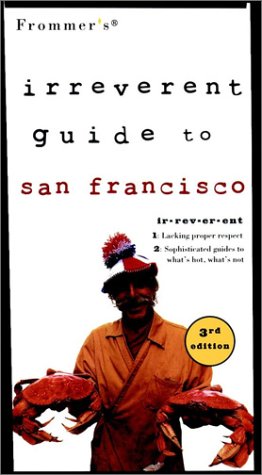 Frommer's®
irreverent
guide to
san francisco
ir•rev•er•ent
1: Lacking proper respect
2: Sophisticated guides to
what's hot, what's not
3rd
edition